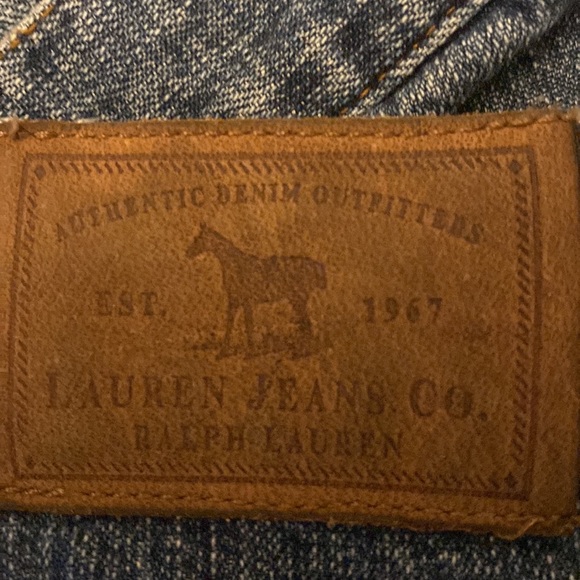 AUTHENTIC DENIM OUTFITTERS
EST. 1967
LAUREN JEANS CO.
RALPH LAUREN